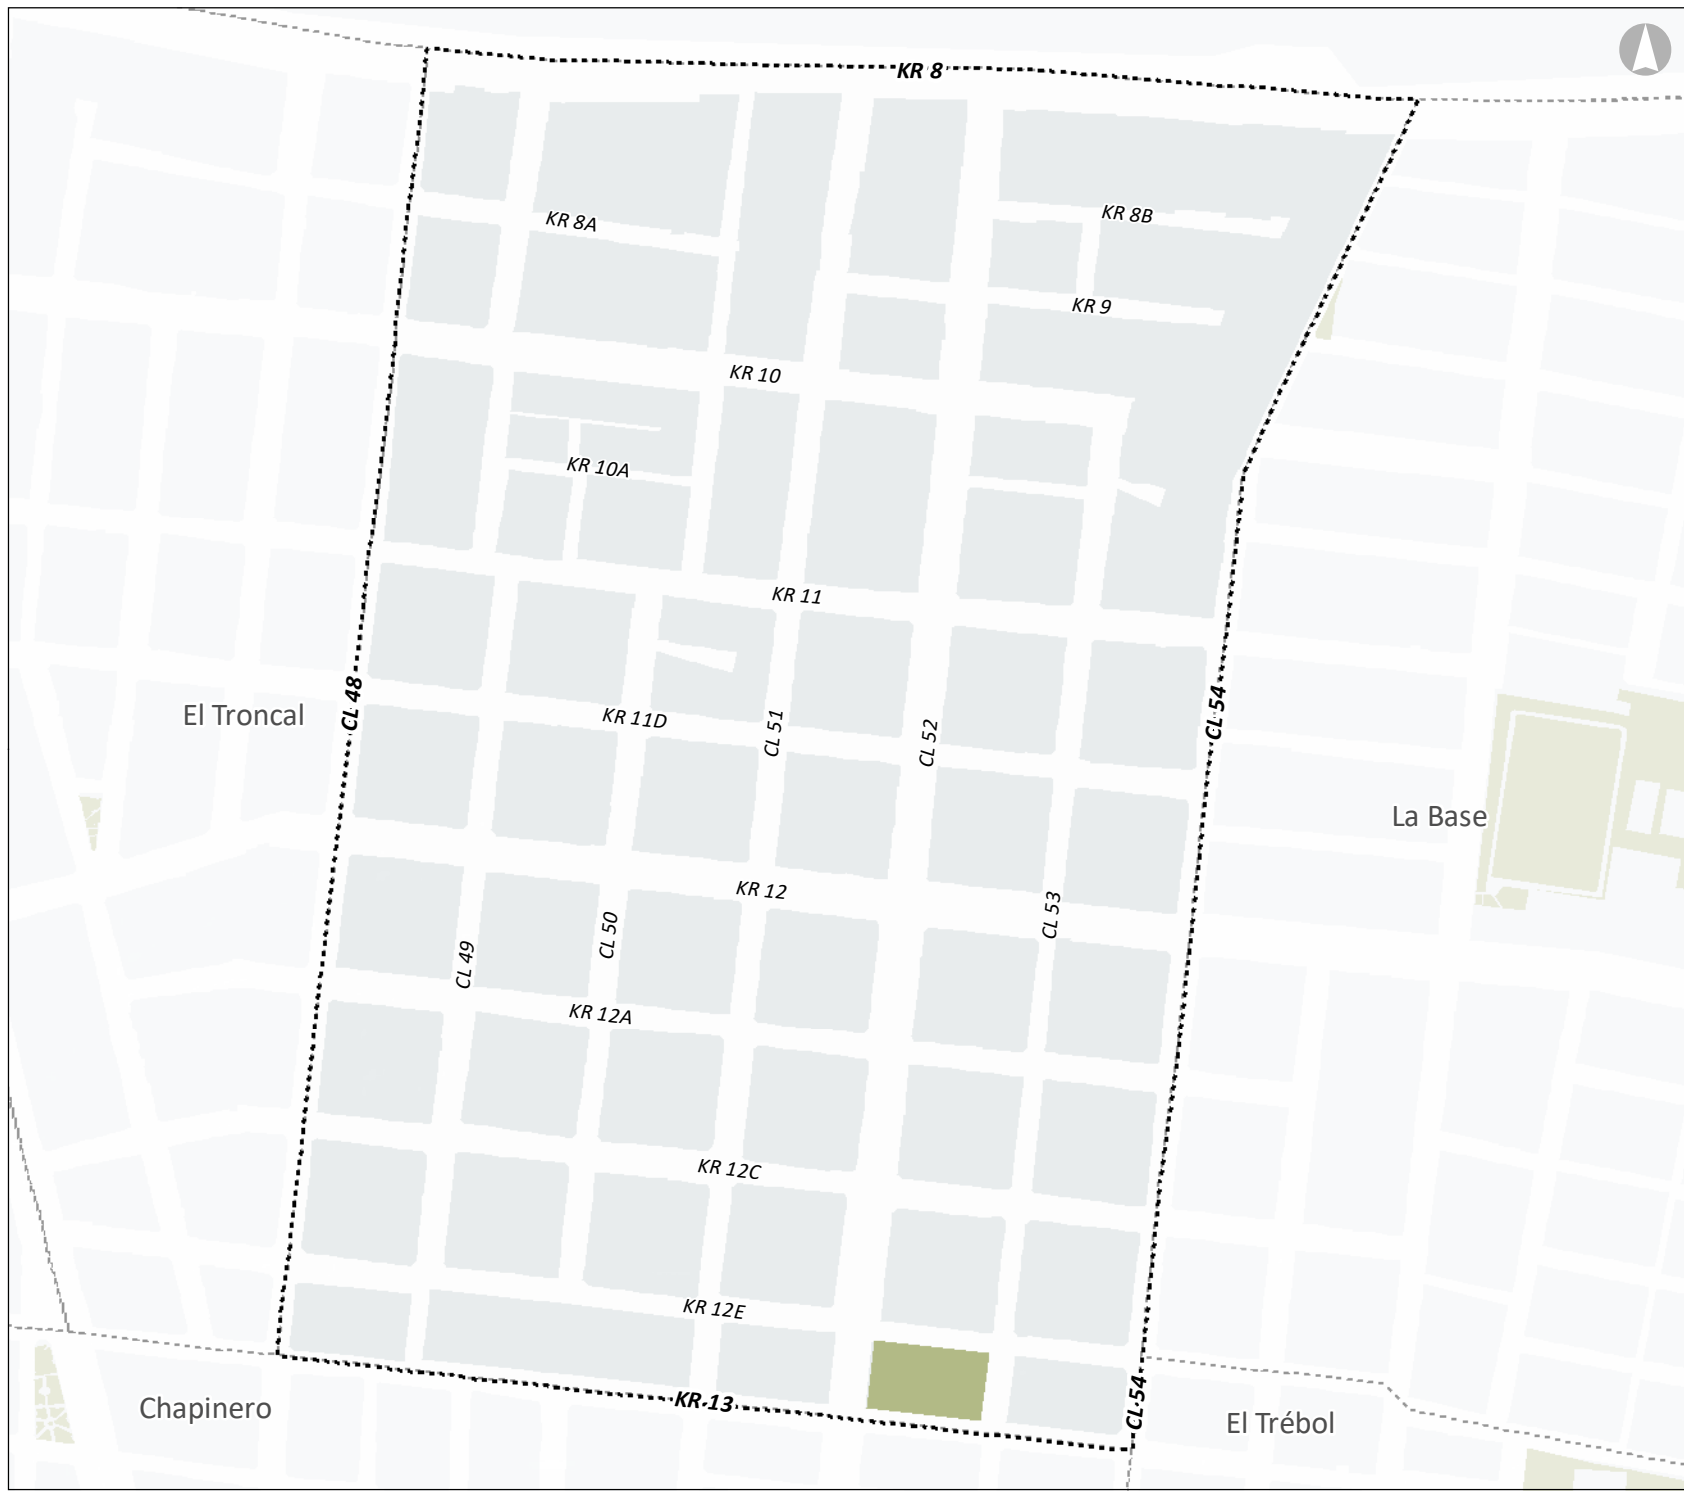 KR 8
KR 8A
KR 8B
KR 9
KR 10
KR 10A
KR 11
CL 48
El Troncal
KR 11D
CL 51
CL 52
CL 54
La Base
KR 12
CL 49
CL 50
CL 53
KR 12A
KR 12C
KR 12E
Chapinero
KR 13
CL 54
El Trébol